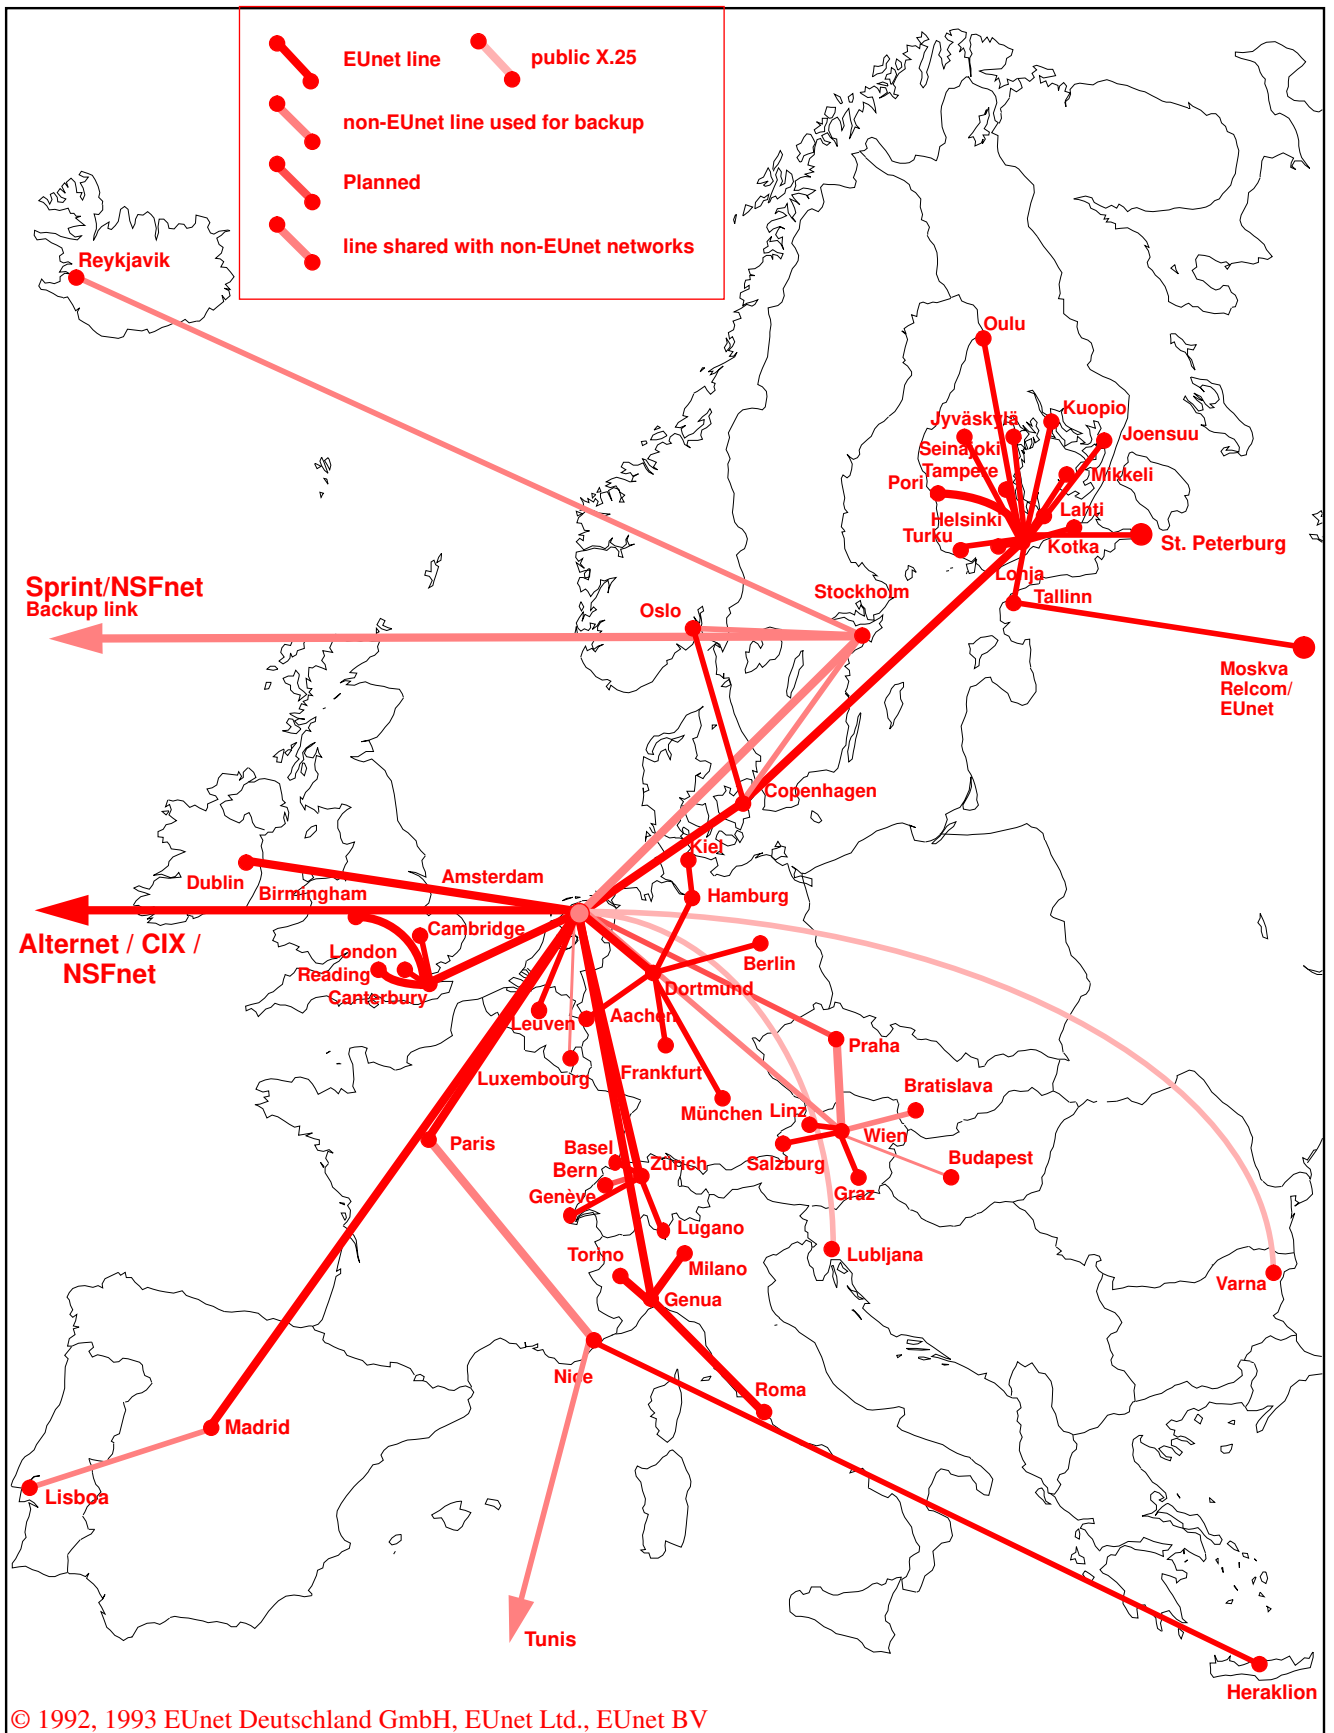 EUnet line
public X.25
non-EUnet line used for backup
Planned
line shared with non-EUnet networks
Reykjavik
Oulu
Kuopio
Jyväskylä
Joensuu
Seinäjoki
Tampere
Mikkeli
Pori
Lahti
Helsinki
Turku
Kotka
St. Peterburg
Lohja
Tallinn
Stockholm
Oslo
Sprint/NSFnet
Backup link
Moskva
Relcom/
EUnet
Copenhagen
Kiel
Hamburg
Dublin
Amsterdam
Birmingham
Cambridge
Alternet / CIX /
NSFnet
London
Reading
Canterbury
Berlin
Dortmund
Leuven
Aachen
Praha
Luxembourg
Frankfurt
München
Bratislava
Linz
Wien
Paris
Basel
Zürich
Bern
Salzburg
Budapest
Genève
Graz
Lugano
Torino
Milano
Lubljana
Varna
Genua
Nice
Roma
Madrid
Lisboa
Tunis
Heraklion
© 1992, 1993 EUnet Deutschland GmbH, EUnet Ltd., EUnet BV